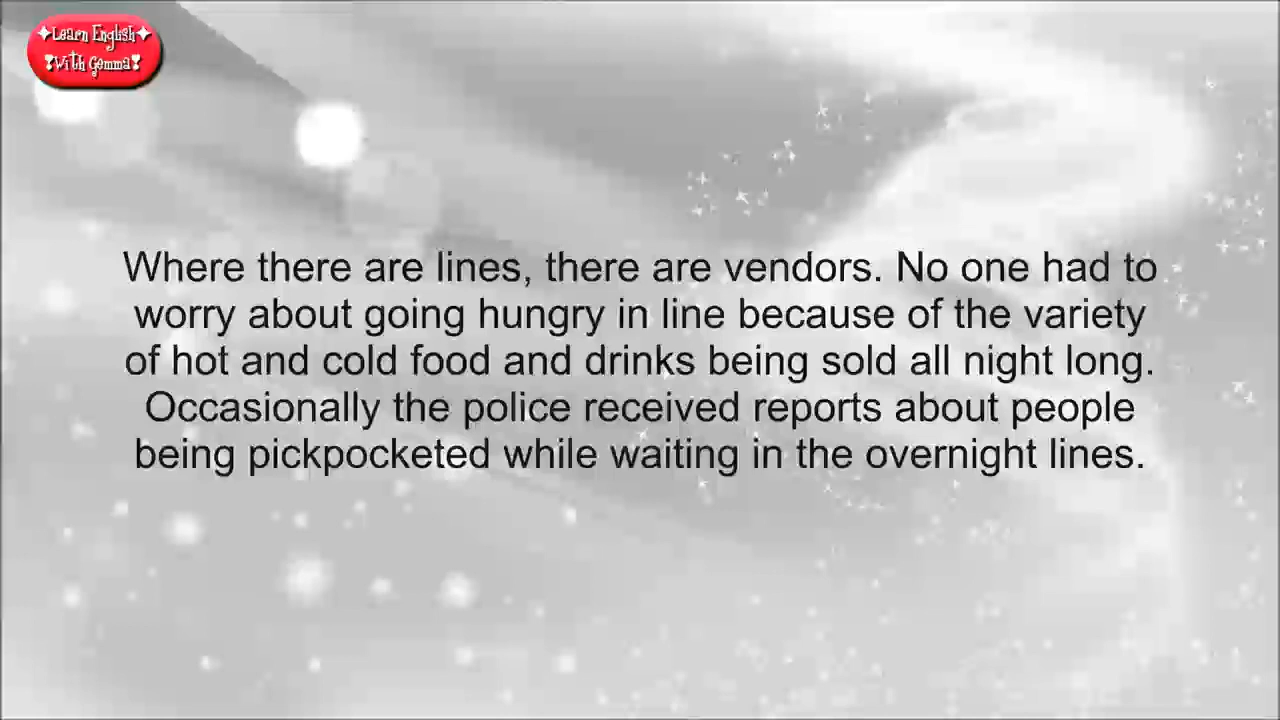 ✦Learn English✦
❣With Gemma❣
Where there are lines, there are vendors. No one had to
worry about going hungry in line because of the variety
of hot and cold food and drinks being sold all night long.
Occasionally the police received reports about people
being pickpocketed while waiting in the overnight lines.